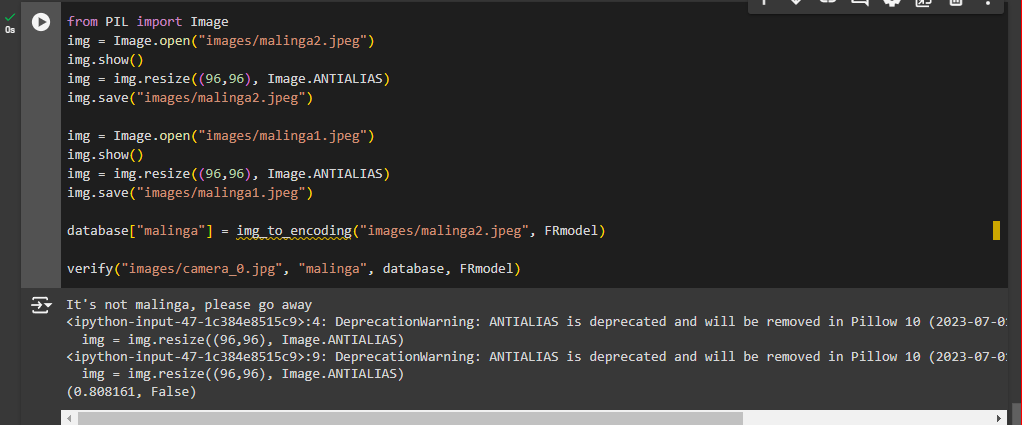 0s
from PIL import Image
img = Image.open("images/malinga2.jpeg")
img.show()
img = img.resize((96,96), Image.ANTIALIAS)
img.save("images/malinga2.jpeg")
img = Image.open("images/malinga1.jpeg")
img.show()
img = img.resize((96,96), Image.ANTIALIAS)
img.save("images/malinga1.jpeg")
database["malinga"] = img_to_encoding("images/malinga2.jpeg", FRmodel)
verify("images/camera_0.jpg", "malinga", database, FRmodel)
It's not malinga, please go away
<ipython-input-47-1c384e8515c9>:4: DeprecationWarning: ANTIALIAS is deprecated and will be removed in Pillow 10 (2023-07-0
img = img.resize((96,96), Image.ANTIALIAS)
<ipython-input-47-1c384e8515c9>:9: DeprecationWarning: ANTIALIAS is deprecated and will be removed in Pillow 10 (2023-07-0
img = img.resize((96,96), Image.ANTIALIAS)
(0.808161, False)